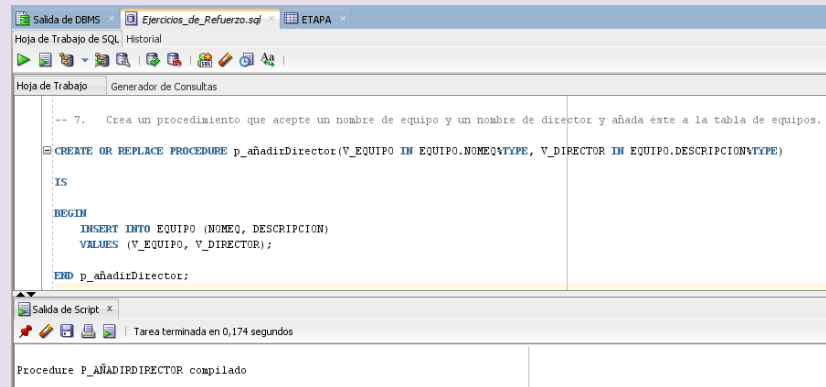 Salida de DBMS Ejercicios_de_Refuerzo.sql ETAPA
Hoja de Trabajo de SQL Historial
Hoja de Trabajo Generador de Consultas
-- 7. Crea un procedimiento que acepte un nombre de equipo y un nombre de director y añada éste a la tabla de equipos.
CREATE OR REPLACE PROCEDURE p_añadirDirector(V_EQUIPO IN EQUIPO.NOMEQ%TYPE, V_DIRECTOR IN EQUIPO.DESCRIPCION%TYPE)
IS
BEGIN
INSERT INTO EQUIPO (NOMEQ, DESCRIPCION)
VALUES (V_EQUIPO, V_DIRECTOR);
END p_añadirDirector;
Salida de Script
Tarea terminada en 0,174 segundos
Procedure P_AÑADIRDIRECTOR compilado